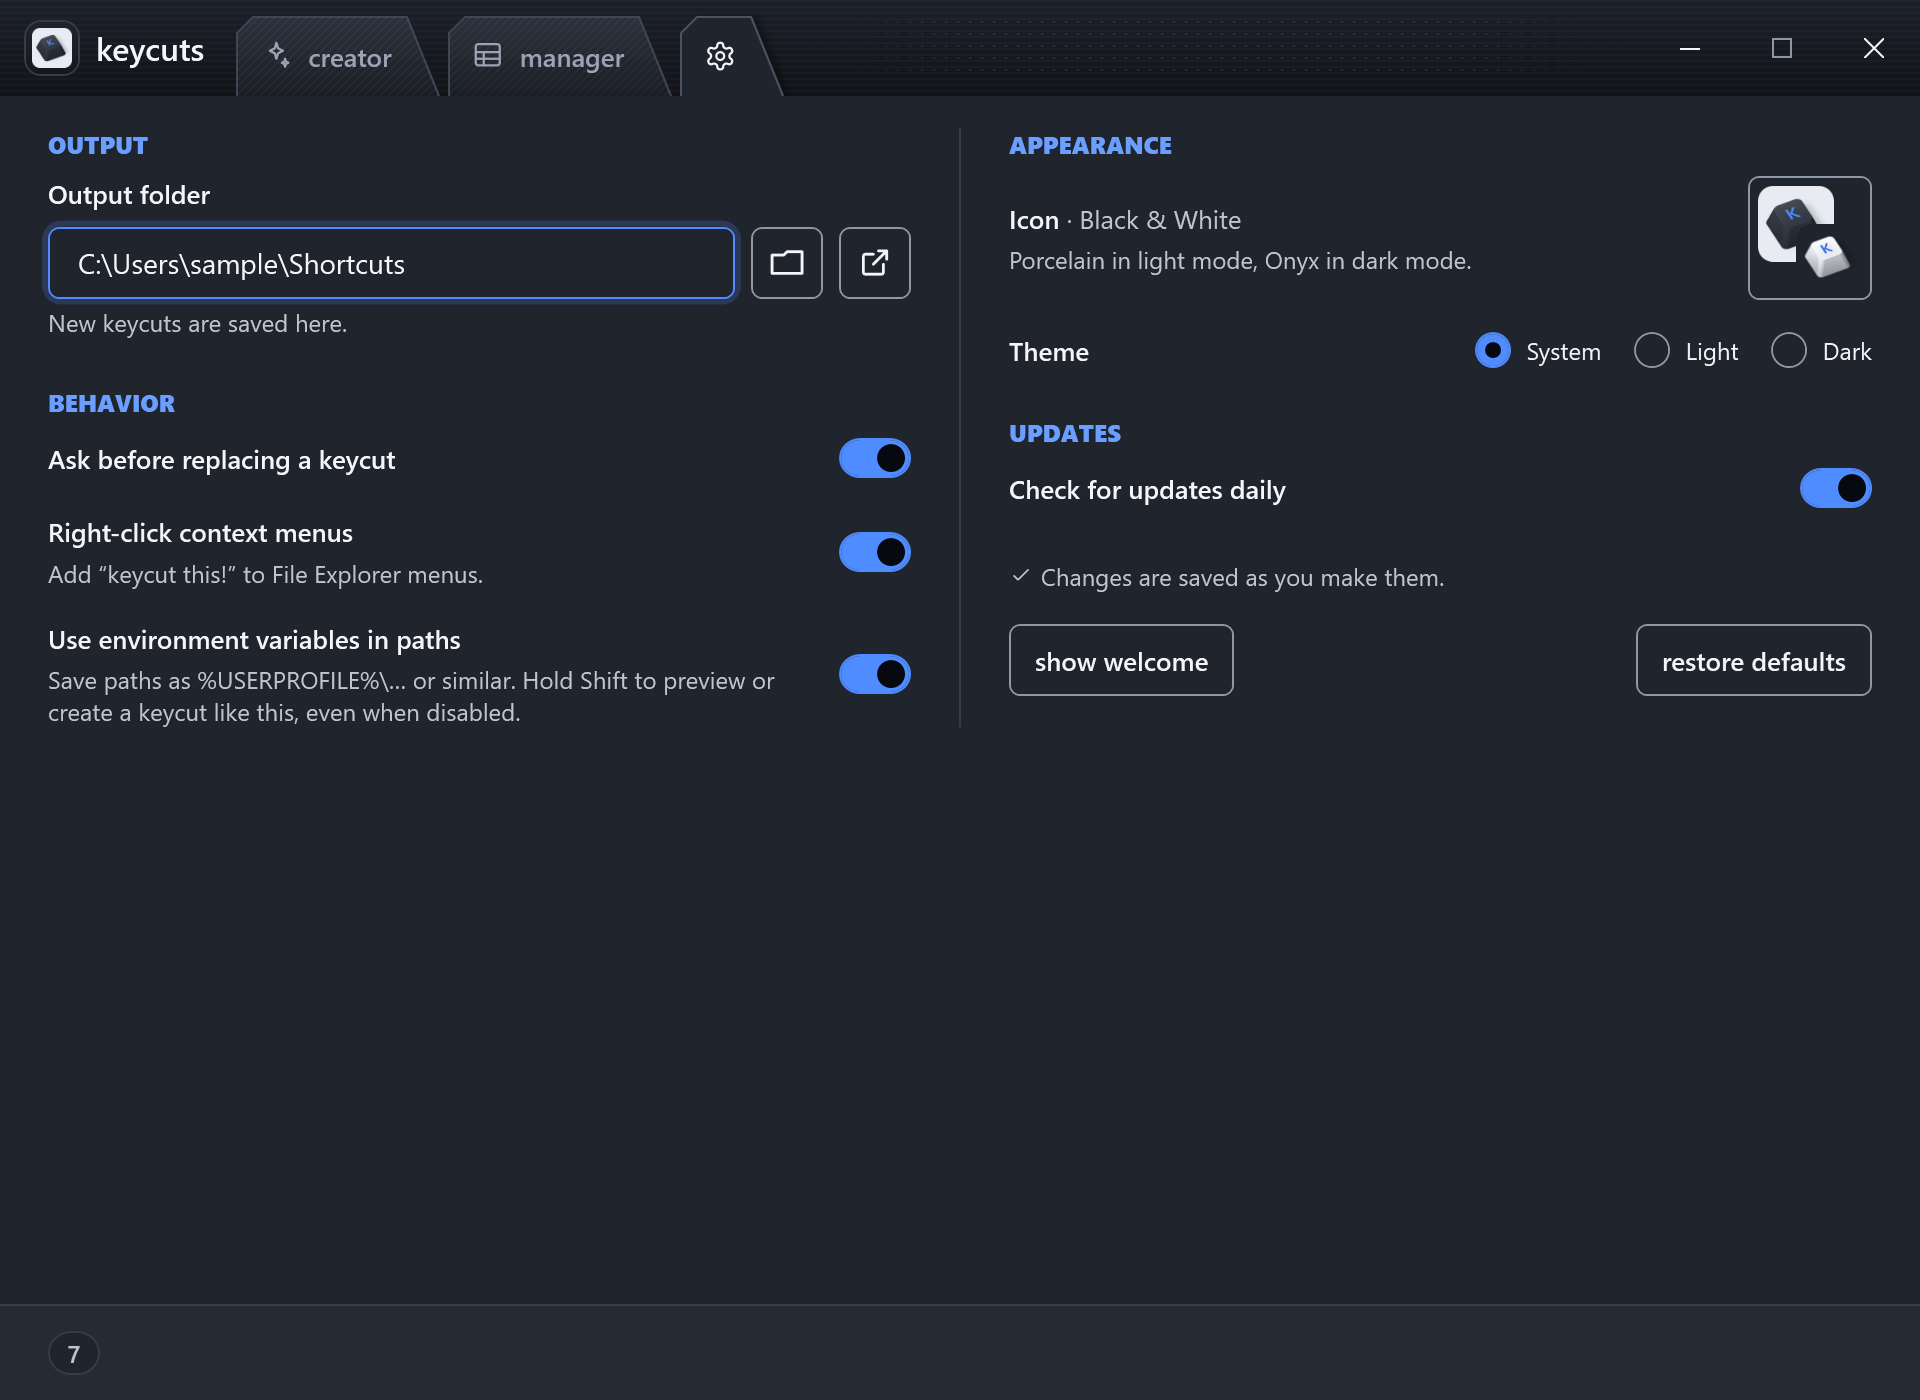 keycuts
creator
manager
OUTPUT
Output folder
C:\Users\sample\Shortcuts
New keycuts are saved here.
BEHAVIOR
Ask before replacing a keycut
Right-click context menus
Add “keycut this!” to File Explorer menus.
Use environment variables in paths
Save paths as %USERPROFILE%\... or similar. Hold Shift to preview or
create a keycut like this, even when disabled.
APPEARANCE
Icon · Black & White
Porcelain in light mode, Onyx in dark mode.
K
K
Theme
System
Light
Dark
UPDATES
Check for updates daily
Changes are saved as you make them.
show welcome
restore defaults
7